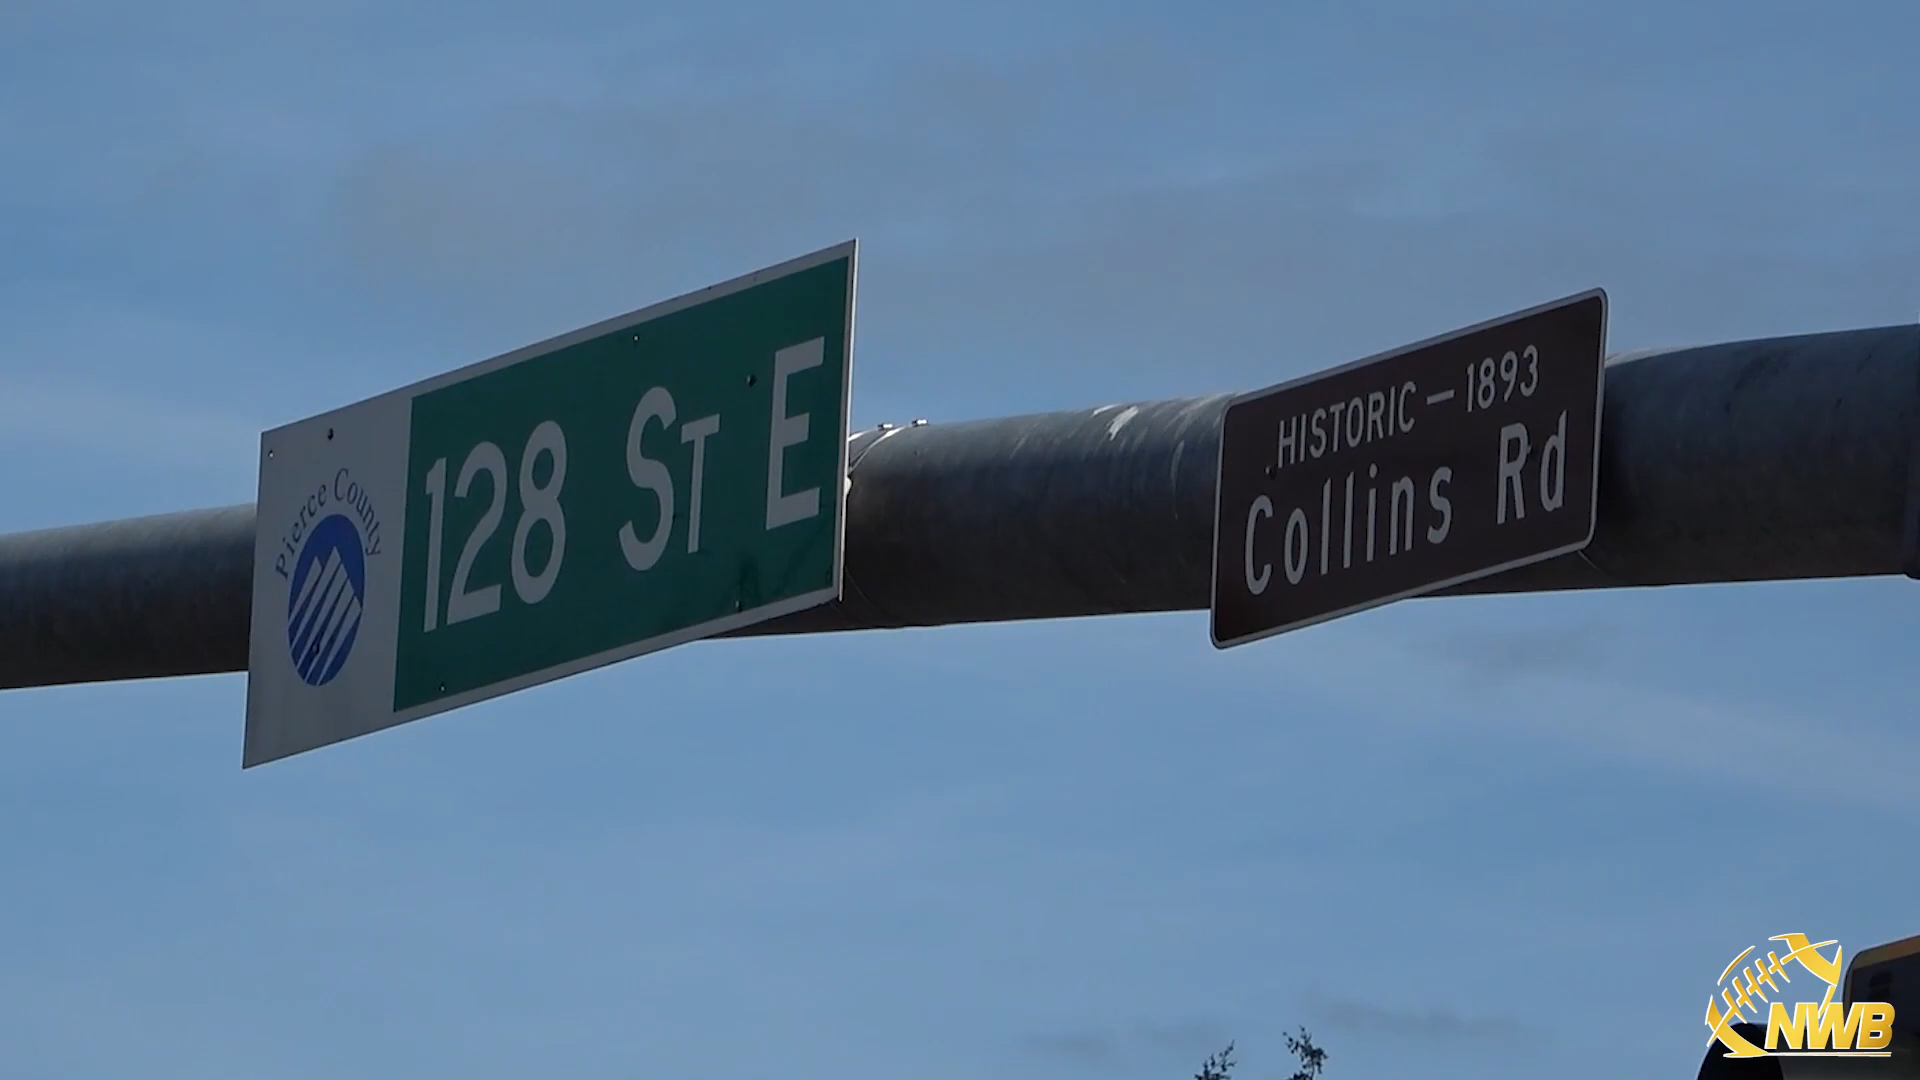 Pierce County
128 St E
HISTORIC — 1893
Collins Rd
NWB